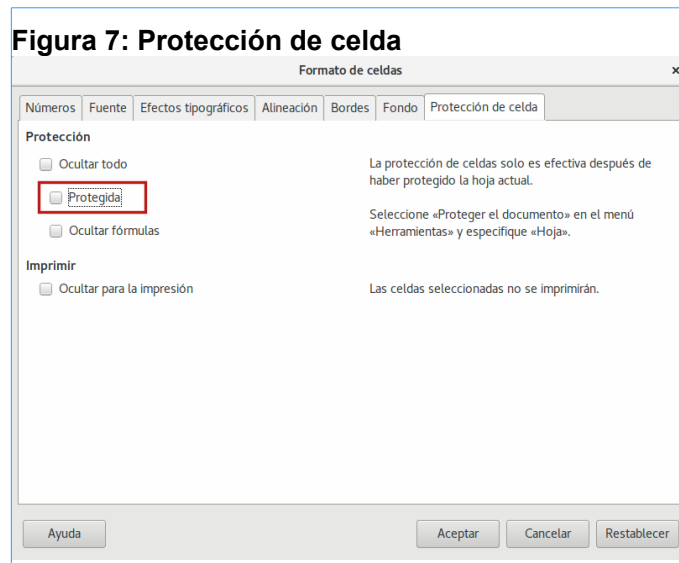 Figura 7: Protección de celda
Formato de celdas ×
Números Fuente Efectos tipográficos Alineación Bordes Fondo Protección de celda
Protección
Ocultar todo
La protección de celdas solo es efectiva después de
haber protegido la hoja actual.
Protegida
Seleccione «Proteger el documento» en el menú
«Herramientas» y especifique «Hoja».
Ocultar fórmulas
Imprimir
Ocultar para la impresión
Las celdas seleccionadas no se imprimirán.
Ayuda Aceptar Cancelar Restablecer